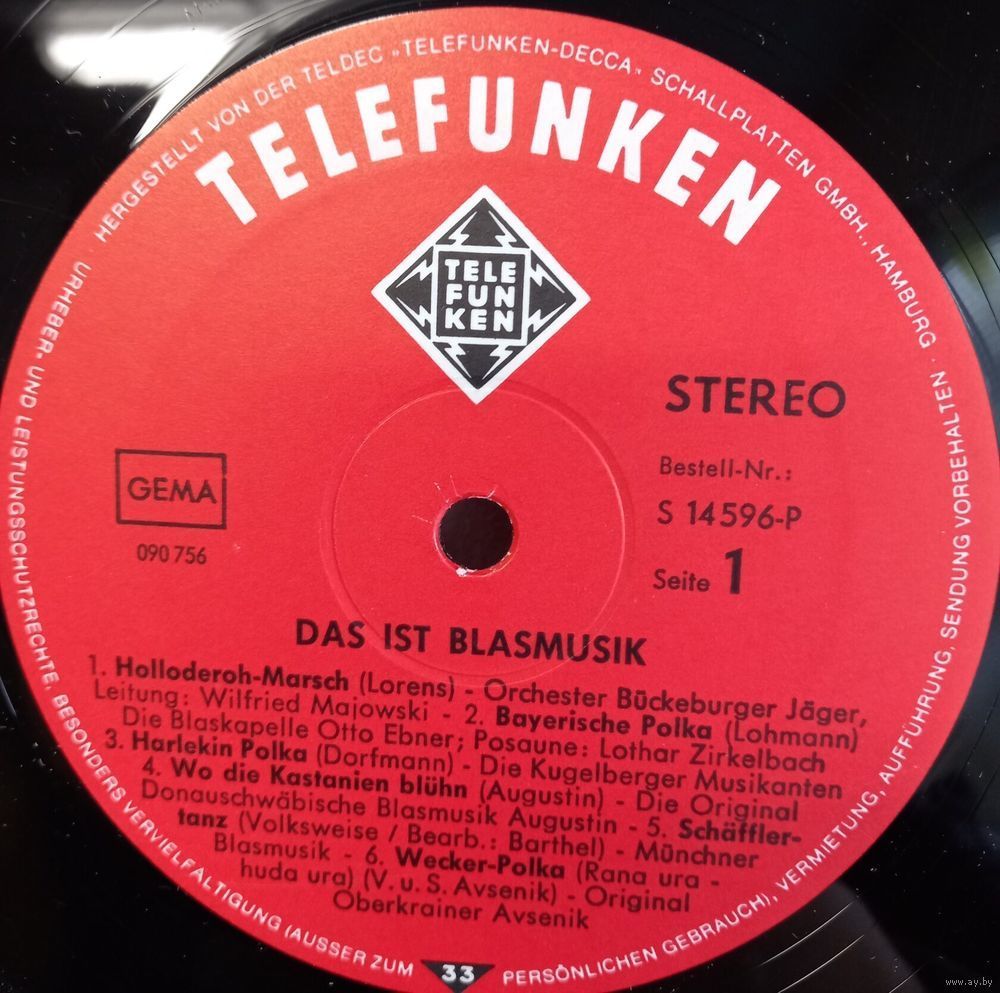 HERGESTELLT VON DER TELDEC »TELEFUNKEN-DECCA« SCHALLPLATTEN GMBH., HAMBURG ·
URHEBER- UND LEISTUNGSSCHUTZRECHTE, BESONDERS VERVIELFÄLTIGUNG (AUSSER ZUM PERSÖNLICHEN GEBRAUCH), VERMIETUNG, AUFFÜHRUNG, SENDUNG VORBEHALTEN
TELEFUNKEN
TELE
FUN
KEN
STEREO
GEMA
090 756
Bestell-Nr.:
S 14596-P
Seite 1
DAS IST BLASMUSIK
1. Holloderoh-Marsch (Lorens) - Orchester Bückeburger Jäger,
Leitung: Wilfried Majowski - 2. Bayerische Polka (Lohmann)
Die Blaskapelle Otto Ebner; Posaune: Lothar Zirkelbach
3. Harlekin Polka (Dorfmann) - Die Kugelberger Musikanten
4. Wo die Kastanien blühn (Augustin) - Die Original
Donauschwäbische Blasmusik Augustin - 5. Schäffler-
tanz (Volksweise / Bearb.: Barthel) - Münchner
Blasmusik - 6. Wecker-Polka (Rana ura -
huda ura) (V. u. S. Avsenik) - Original
Oberkrainer Avsenik
33
www.ay.by